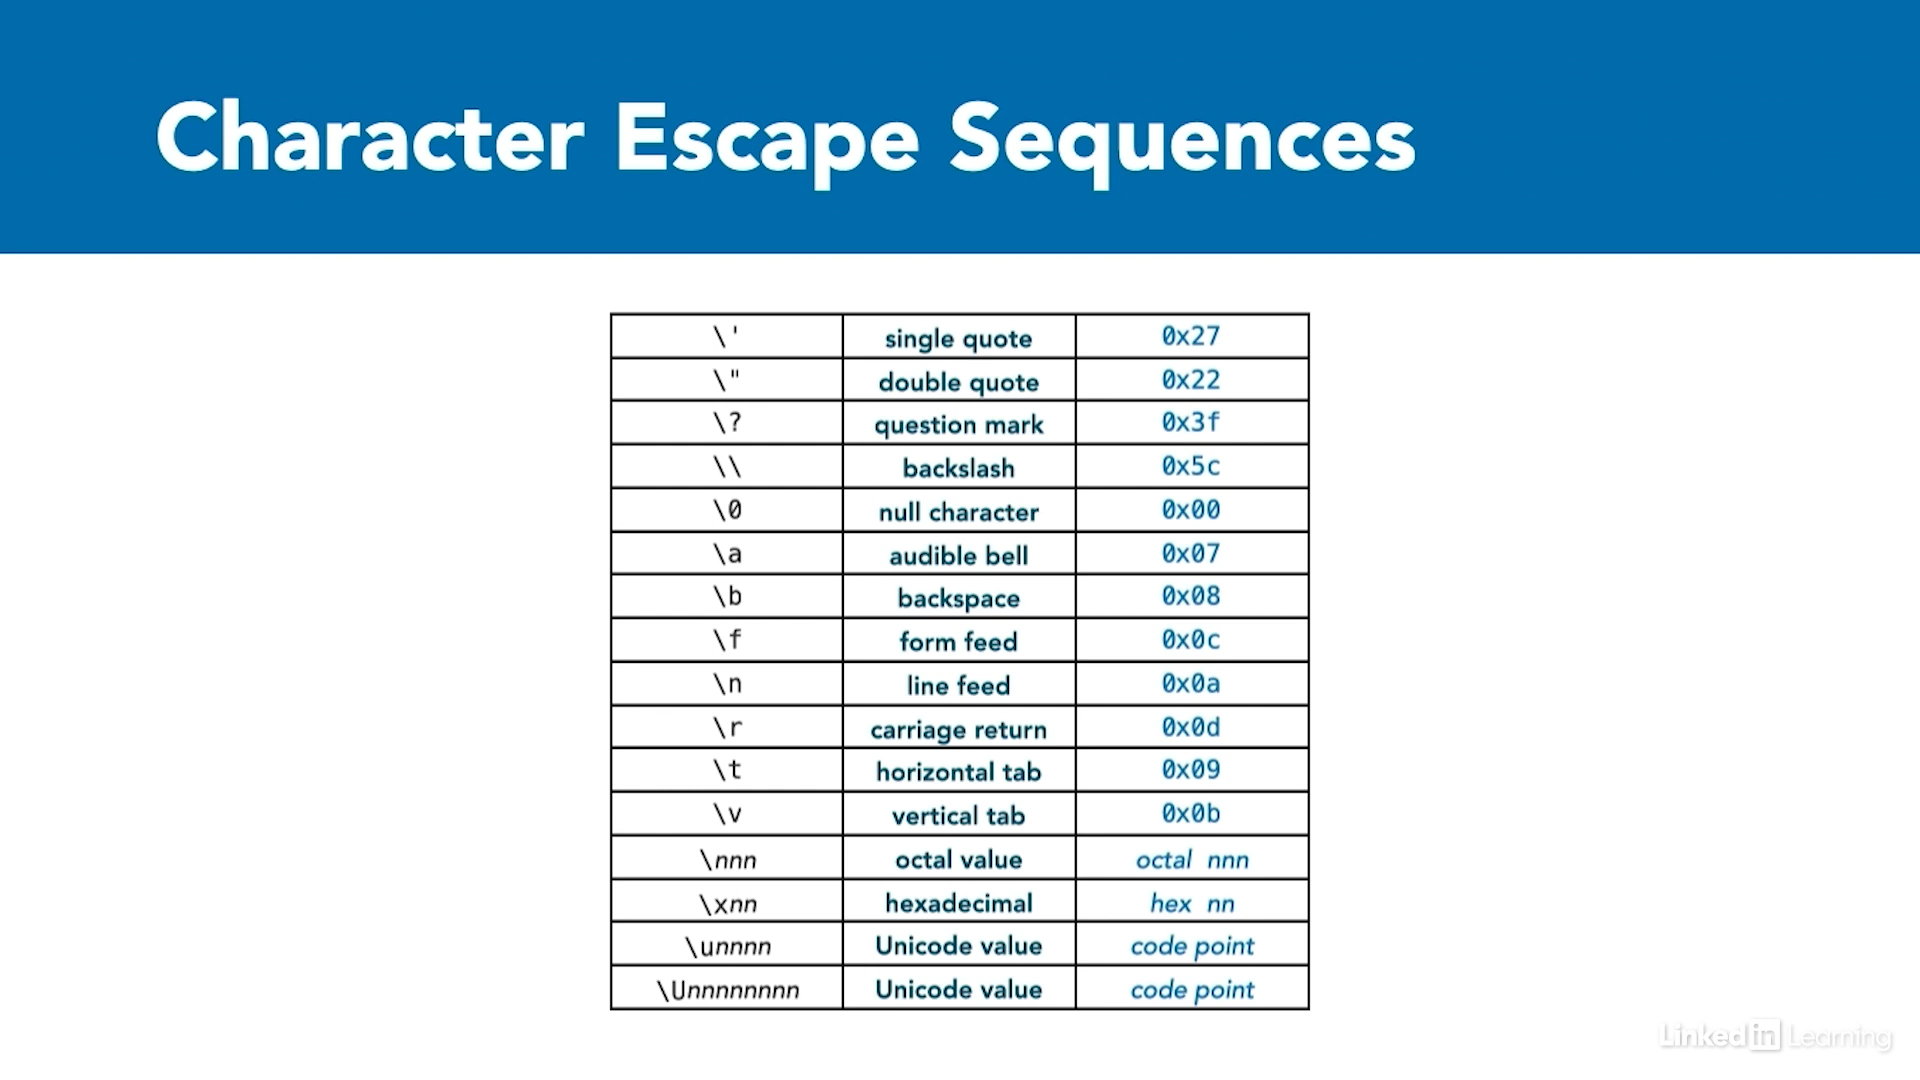 Character Escape Sequences
\' single quote 0x27
\" double quote 0x22
\? question mark 0x3f
\\ backslash 0x5c
\0 null character 0x00
\a audible bell 0x07
\b backspace 0x08
\f form feed 0x0c
\n line feed 0x0a
\r carriage return 0x0d
\t horizontal tab 0x09
\v vertical tab 0x0b
\nnn octal value octal nnn
\xnn hexadecimal hex nn
\unnnn Unicode value code point
\Unnnnnnnn Unicode value code point
Linked in Learning